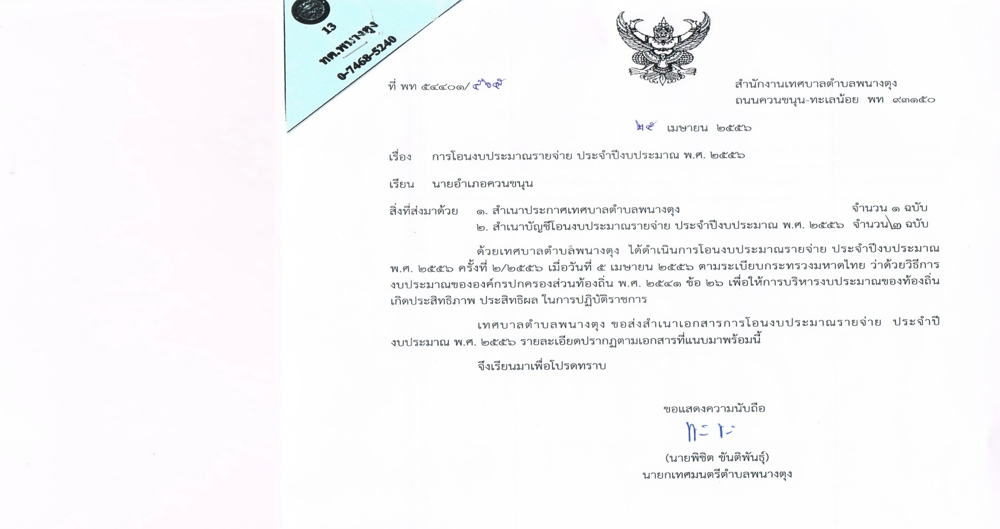 13
ทต.พนางตุง
0-7468-5240
ที่ พท ๕๔๔๐๑/
สำนักงานเทศบาลตำบลพนางตุง
ถนนควนขนุน-ทะเลน้อย พท ๙๓๑๕๐
๒๕ เมษายน ๒๕๕๖
เรื่อง การโอนงบประมาณรายจ่าย ประจำปีงบประมาณ พ.ศ. ๒๕๕๖
เรียน นายอำเภอควนขนุน
สิ่งที่ส่งมาด้วย ๑. สำเนาประกาศเทศบาลตำบลพนางตุง จำนวน ๑ ฉบับ
๒. สำเนาบัญชีโอนงบประมาณรายจ่าย ประจำปีงบประมาณ พ.ศ. ๒๕๕๖ จำนวน ฉบับ
ด้วยเทศบาลตำบลพนางตุง ได้ดำเนินการโอนงบประมาณรายจ่าย ประจำปีงบประมาณ
พ.ศ. ๒๕๕๖ ครั้งที่ ๒/๒๕๕๖ เมื่อวันที่ ๕ เมษายน ๒๕๕๖ ตามระเบียบกระทรวงมหาดไทย ว่าด้วยวิธีการ
งบประมาณขององค์กรปกครองส่วนท้องถิ่น พ.ศ. ๒๕๔๑ ข้อ ๒๖ เพื่อให้การบริหารงบประมาณของท้องถิ่น
เกิดประสิทธิภาพ ประสิทธิผล ในการปฏิบัติราชการ
เทศบาลตำบลพนางตุง ขอส่งสำเนาเอกสารการโอนงบประมาณรายจ่าย ประจำปี
งบประมาณ พ.ศ. ๒๕๕๖ รายละเอียดปรากฏตามเอกสารที่แนบมาพร้อมนี้
จึงเรียนมาเพื่อโปรดทราบ
ขอแสดงความนับถือ
(นายพิชิต ขันติพันธุ์)
นายกเทศมนตรีตำบลพนางตุง